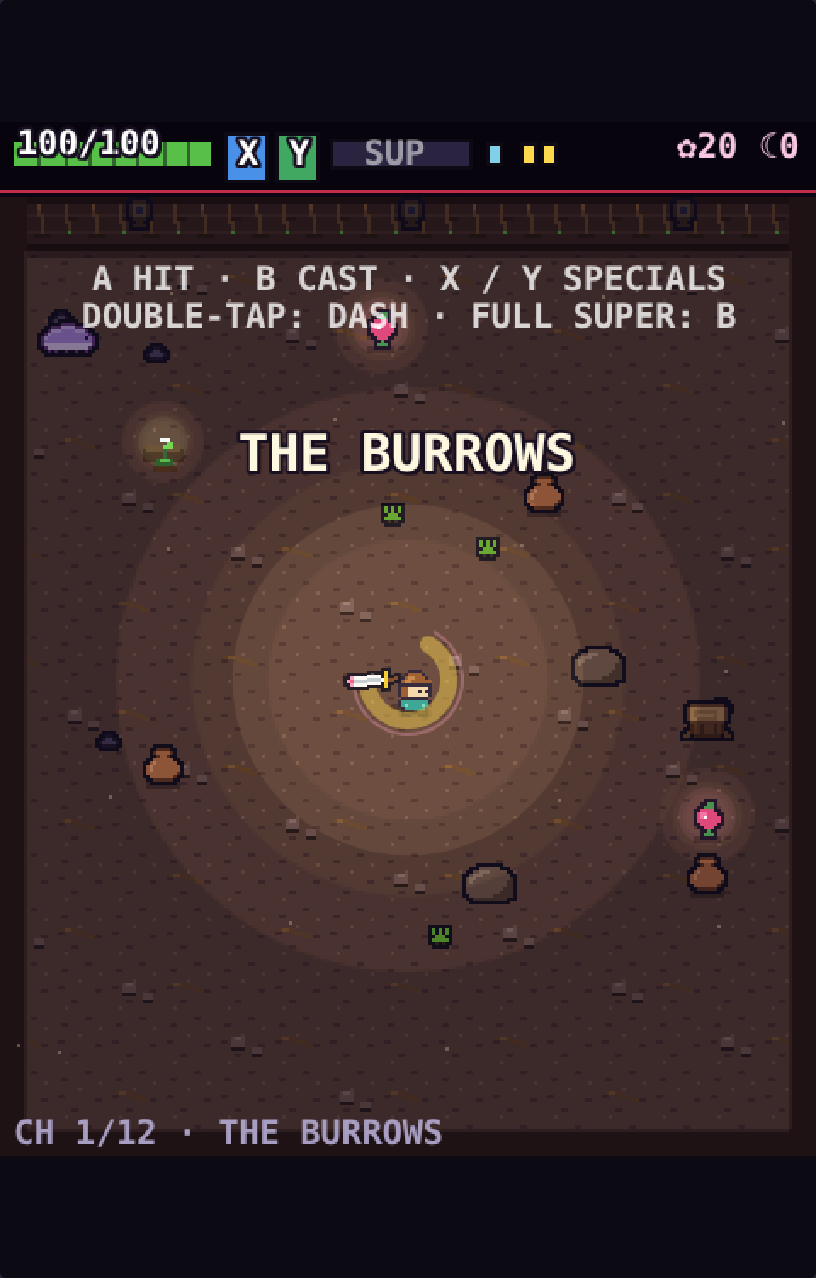 100/100 X Y SUP ✿20 ☾0
A HIT · B CAST · X / Y SPECIALS
DOUBLE-TAP: DASH · FULL SUPER: B
THE BURROWS
CH 1/12 · THE BURROWS